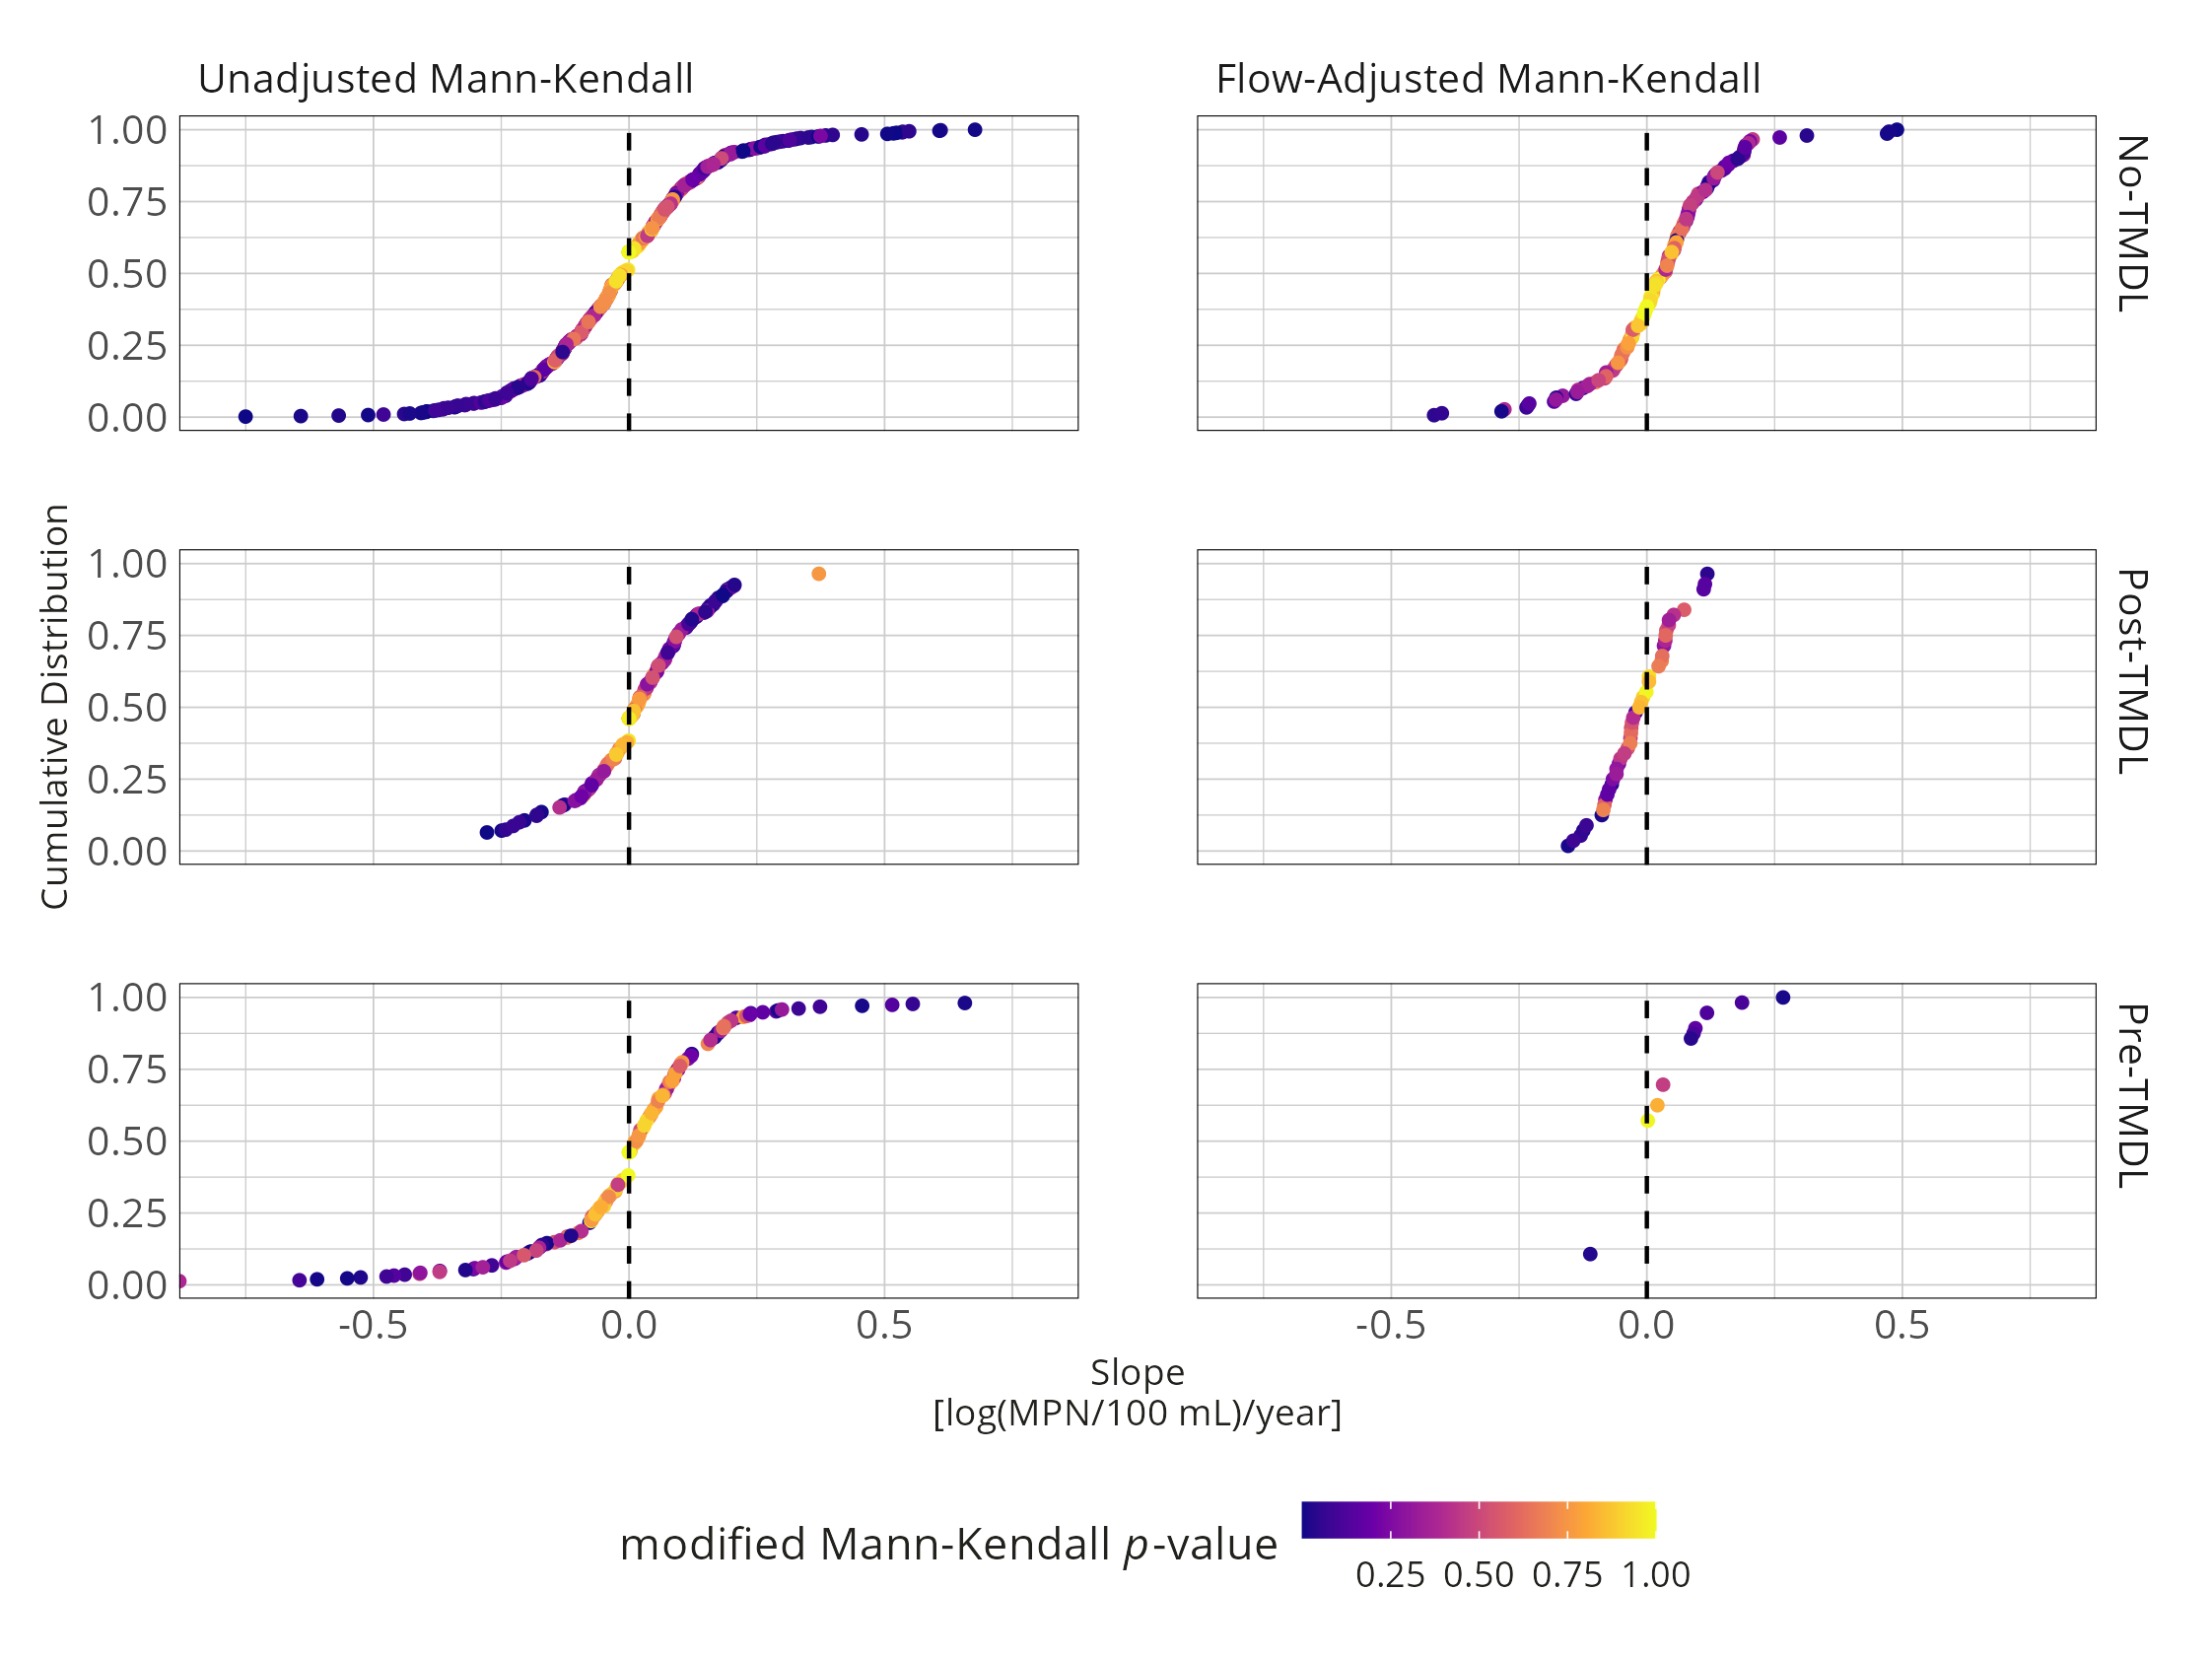 Unadjusted Mann-Kendall
Flow-Adjusted Mann-Kendall
1.00
0.75
0.50
0.25
0.00
No-TMDL
Cumulative Distribution
1.00
0.75
0.50
0.25
0.00
Post-TMDL
1.00
0.75
0.50
0.25
0.00
Pre-TMDL
-0.5 0.0 0.5
-0.5 0.0 0.5
Slope
[log(MPN/100 mL)/year]
modified Mann-Kendall p-value
0.25 0.50 0.75 1.00